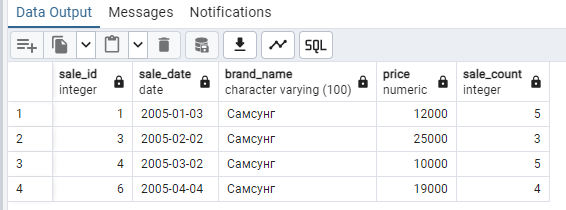 Data Output Messages Notifications
SQL
sale_id sale_date brand_name price sale_count
integer date character varying (100) numeric integer
1 1 2005-01-03 Самсунг 12000 5
2 3 2005-02-02 Самсунг 25000 3
3 4 2005-03-02 Самсунг 10000 5
4 6 2005-04-04 Самсунг 19000 4